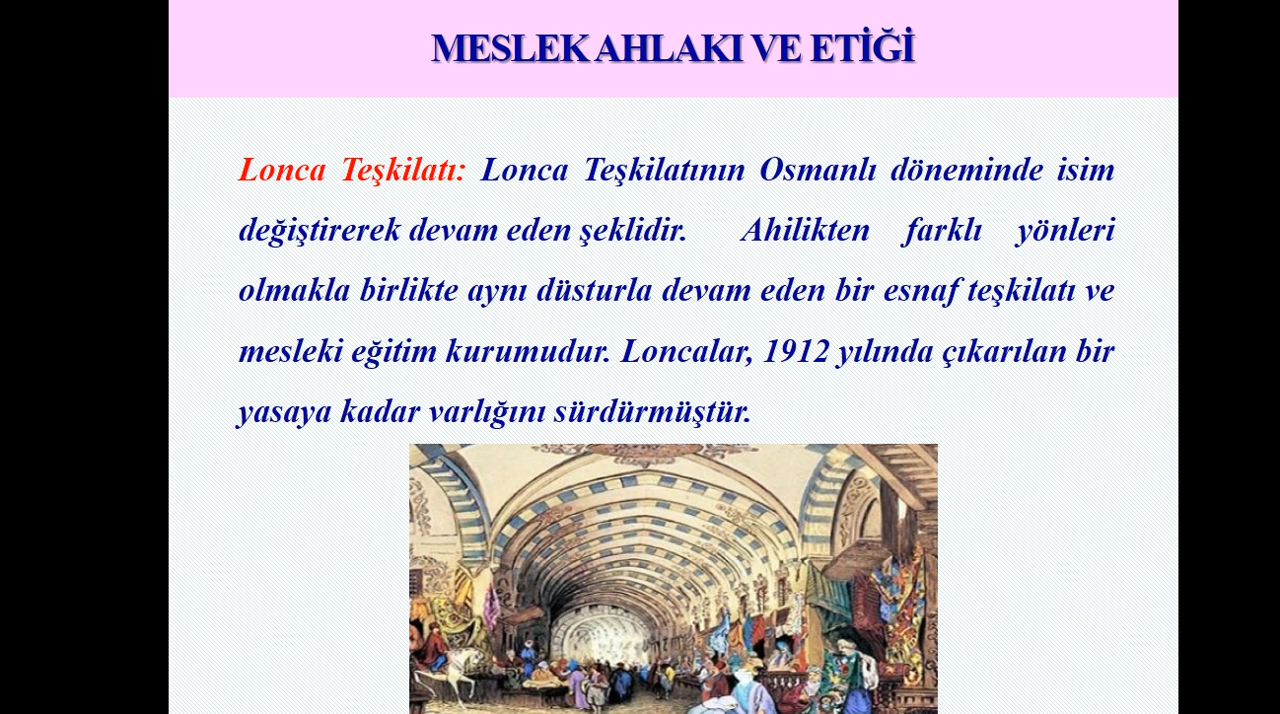 MESLEK AHLAKI VE ETİĞİ
Lonca Teşkilatı: Lonca Teşkilatının Osmanlı döneminde isim
değiştirerek devam eden şeklidir. Ahilikten farklı yönleri
olmakla birlikte aynı düsturla devam eden bir esnaf teşkilatı ve
mesleki eğitim kurumudur. Loncalar, 1912 yılında çıkarılan bir
yasaya kadar varlığını sürdürmüştür.